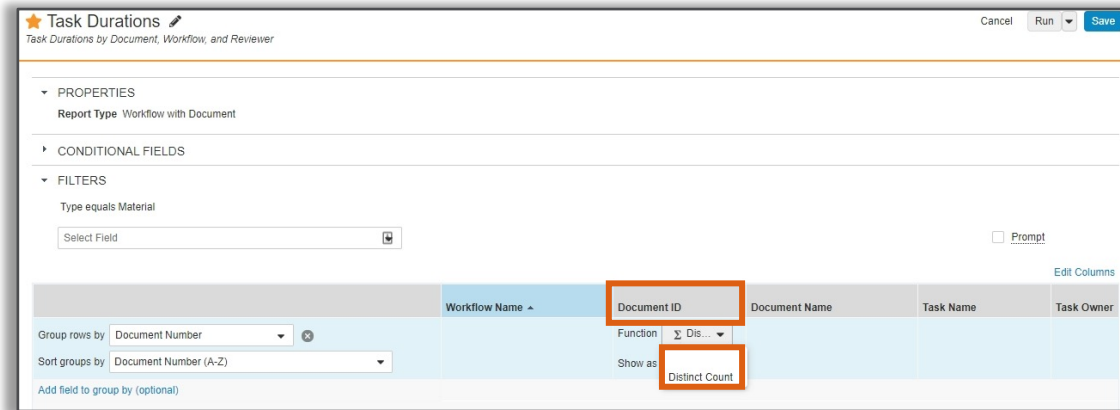 Task Durations
Cancel Run Save
Task Durations by Document, Workflow, and Reviewer
PROPERTIES
Report Type Workflow with Document
CONDITIONAL FIELDS
FILTERS
Type equals Material
Select Field
Prompt
Edit Columns
Workflow Name Document ID Document Name Task Name Task Owner
Group rows by Document Number Function Σ Dis...
Sort groups by Document Number (A-Z) Show as
Distinct Count
Add field to group by (optional)